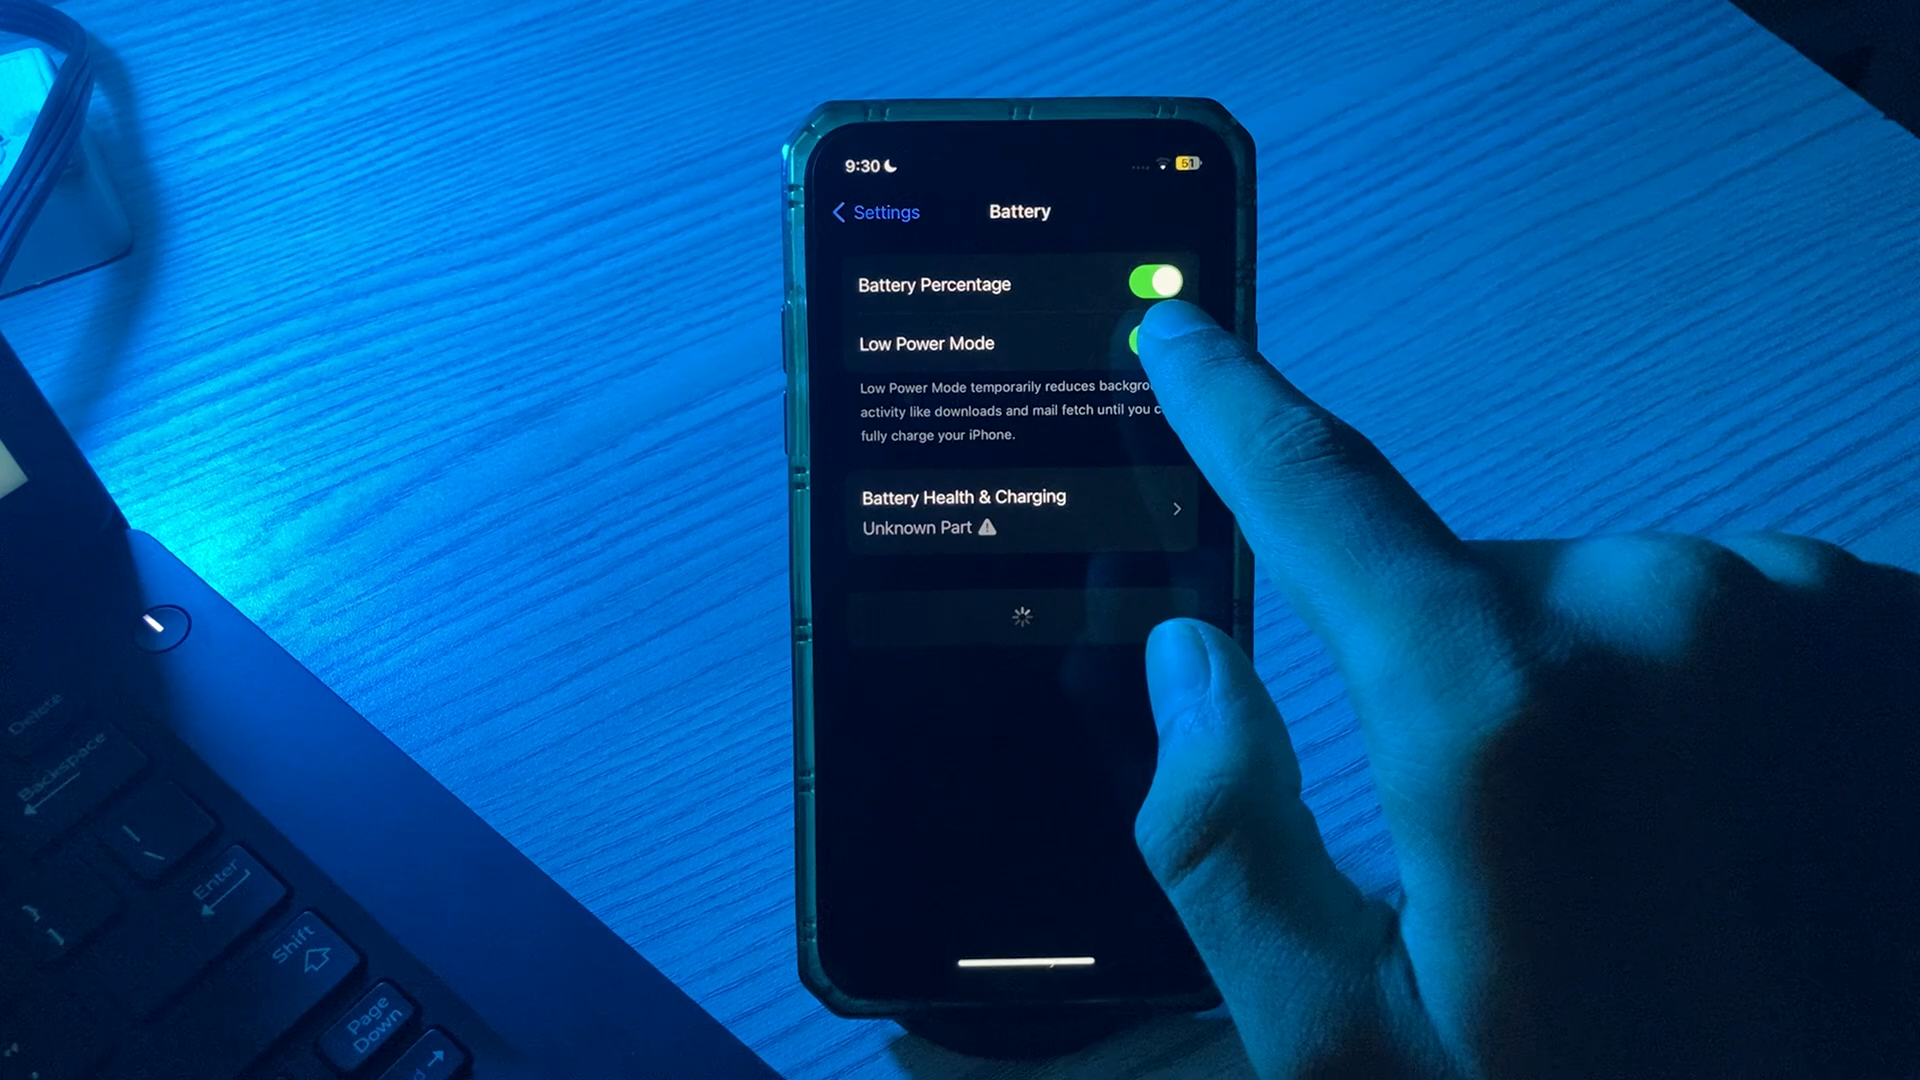 9:30
51
Settings
Battery
Battery Percentage
Low Power Mode
Low Power Mode temporarily reduces backgro
activity like downloads and mail fetch until you c
fully charge your iPhone.
Battery Health & Charging
Unknown Part
Delete
Backspace
Enter
Shift
Page
Down